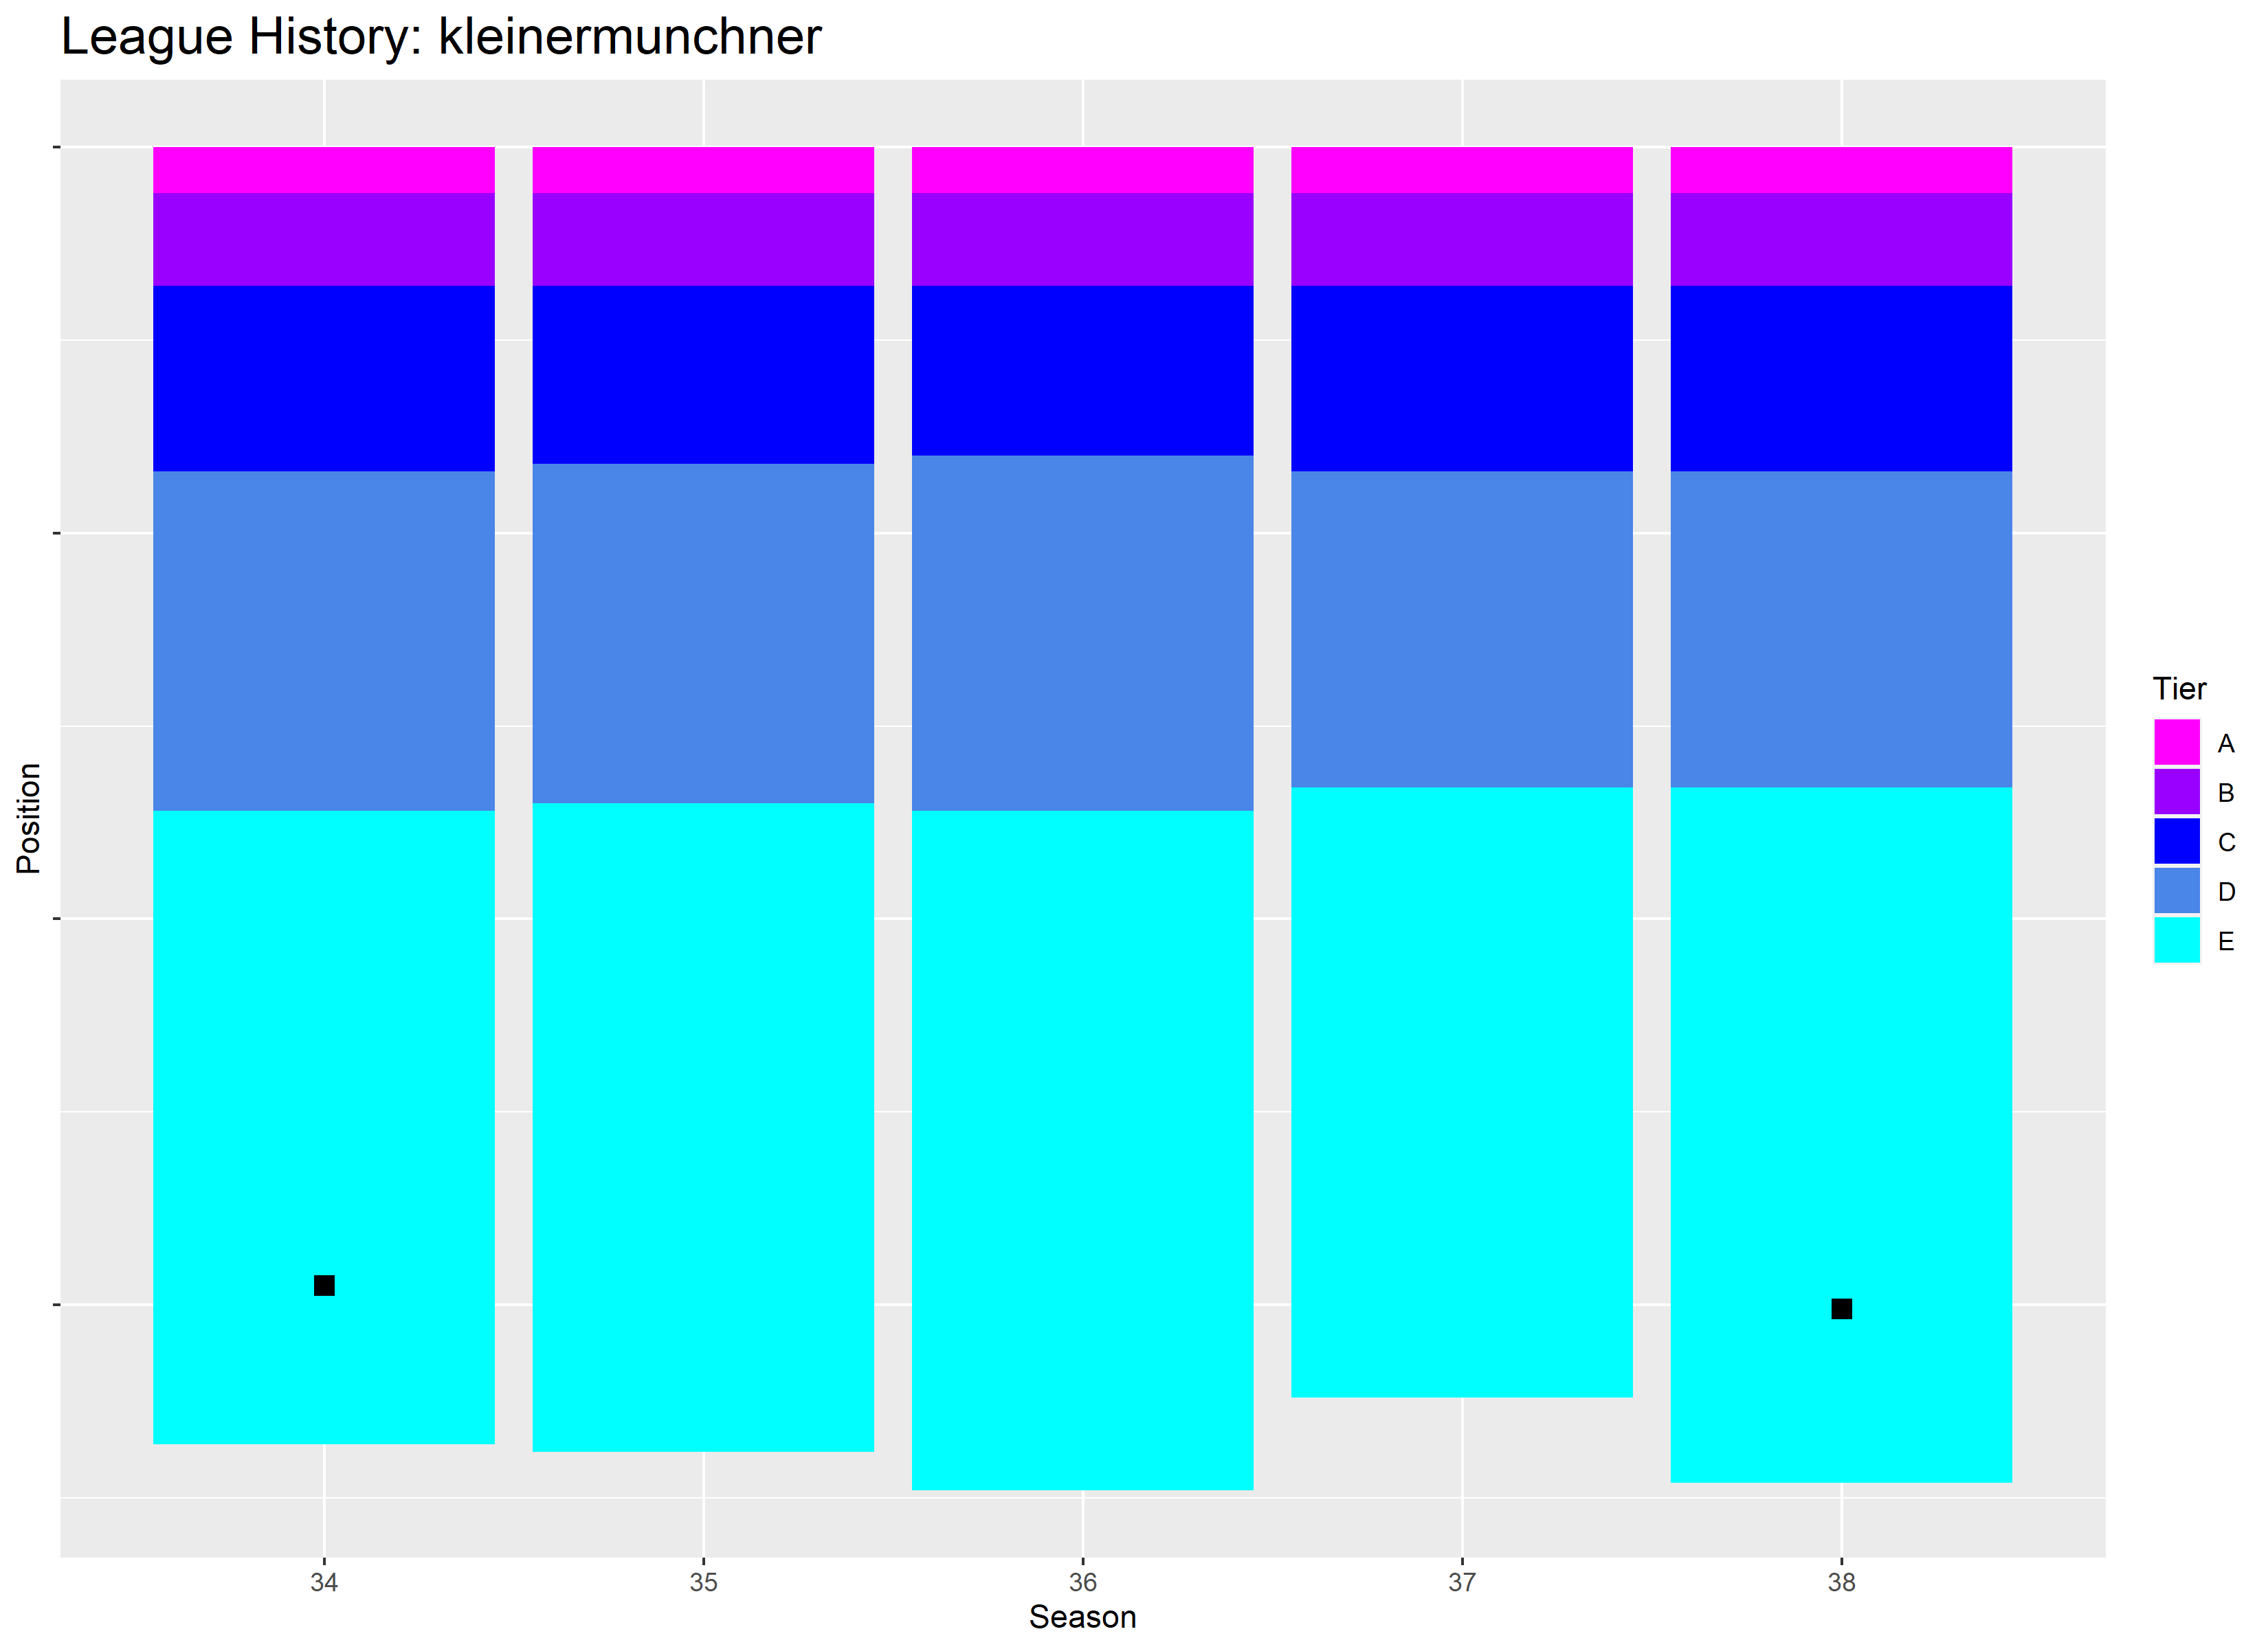 League History: kleinermunchner
Position
34
35
36
37
38
Season
Tier
A
B
C
D
E